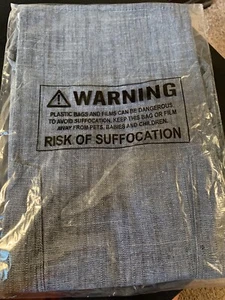 WARNING
PLASTIC BAGS AND FILMS CAN BE DANGEROUS.
TO AVOID SUFFOCATION, KEEP THIS BAG OR FILM
AWAY FROM PETS, BABIES AND CHILDREN.
RISK OF SUFFOCATION